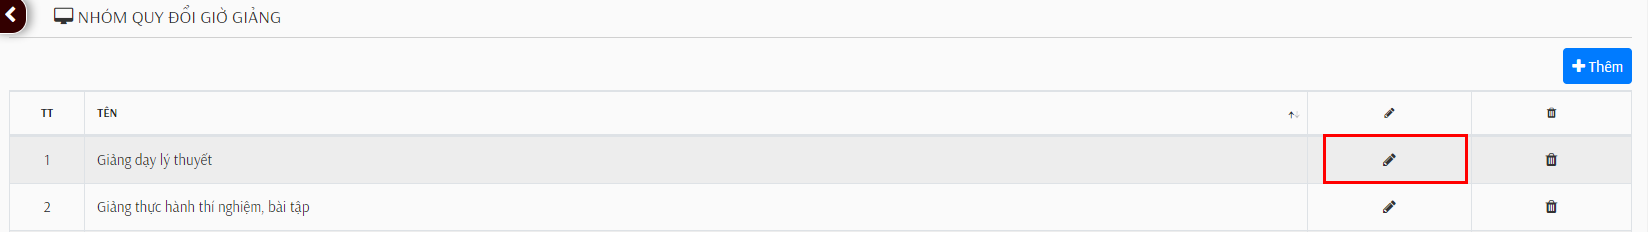 NHÓM QUY ĐỔI GIỜ GIẢNG
Thêm
TT TÊN
1 Giảng dạy lý thuyết
2 Giảng thực hành thí nghiệm, bài tập